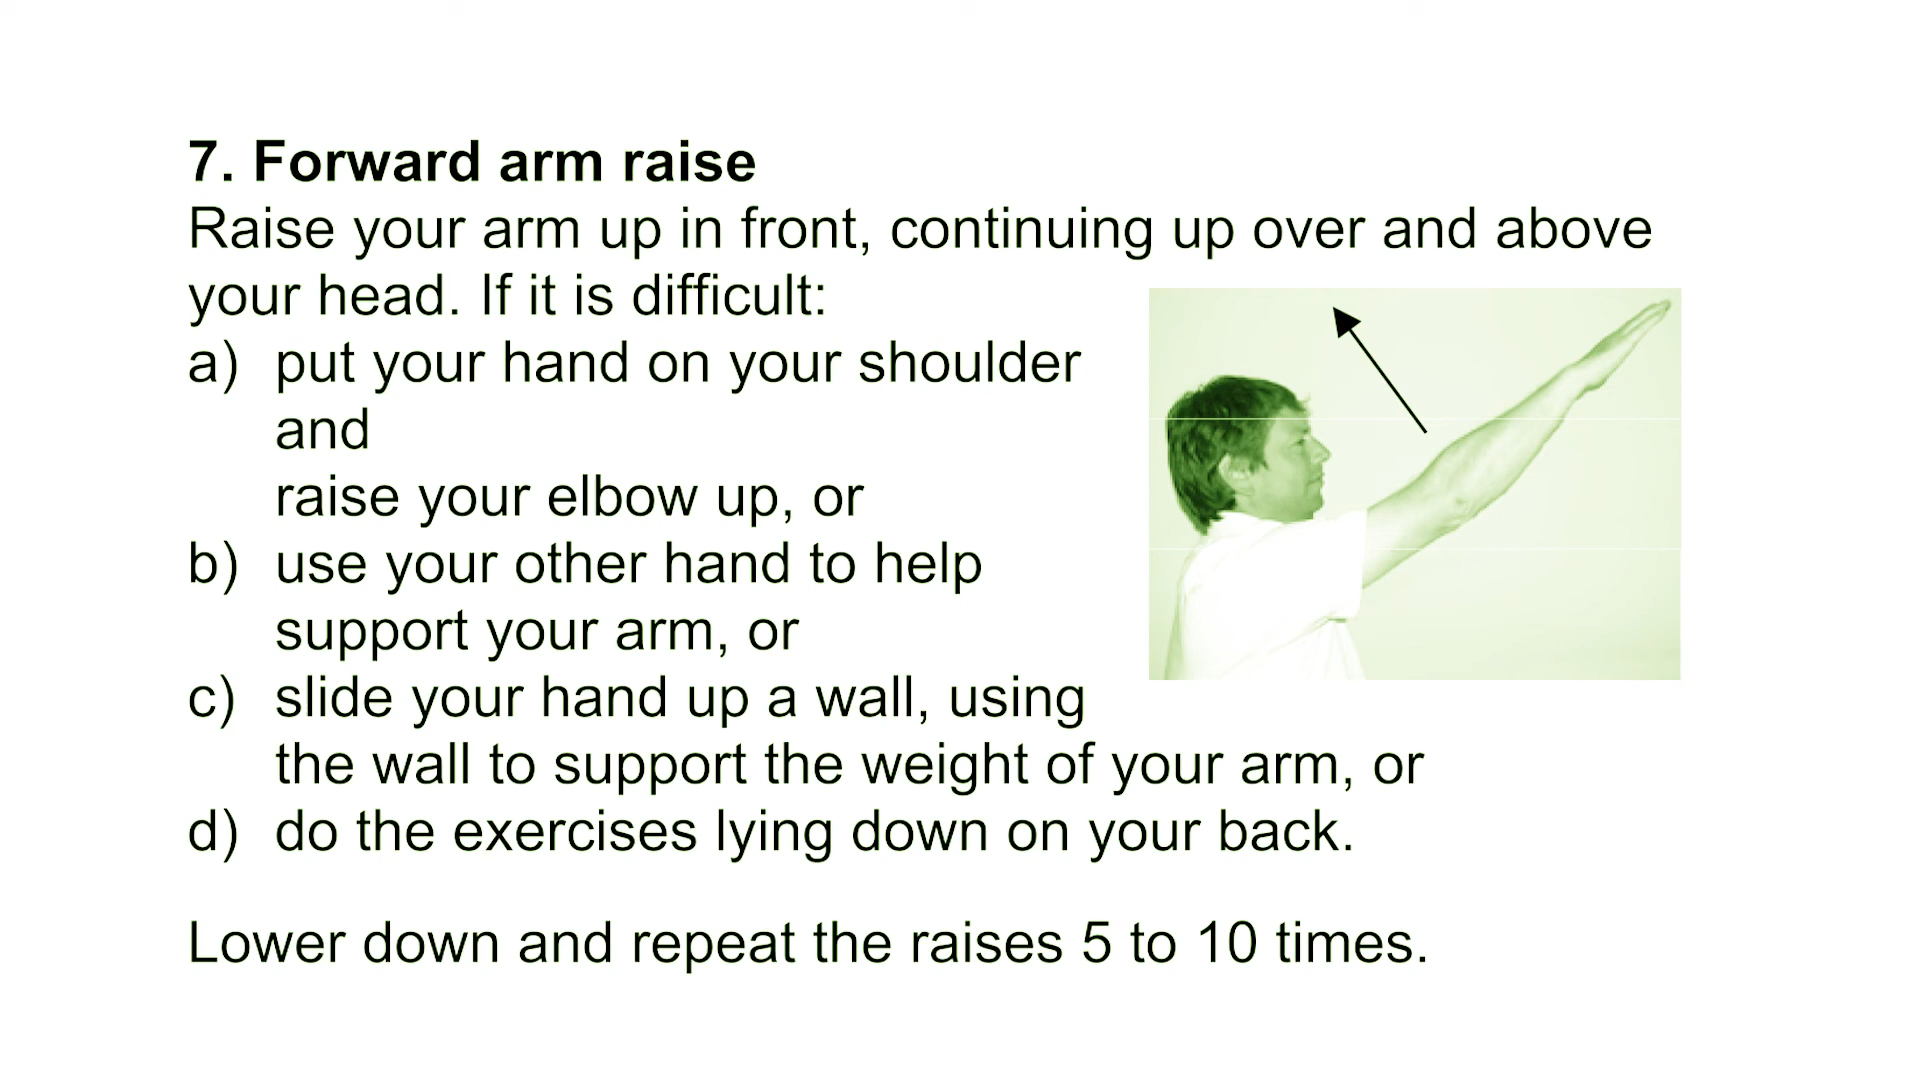 7. Forward arm raise
Raise your arm up in front, continuing up over and above
your head. If it is difficult:
a) put your hand on your shoulder
and
raise your elbow up, or
b) use your other hand to help
support your arm, or
c) slide your hand up a wall, using
the wall to support the weight of your arm, or
d) do the exercises lying down on your back.
Lower down and repeat the raises 5 to 10 times.